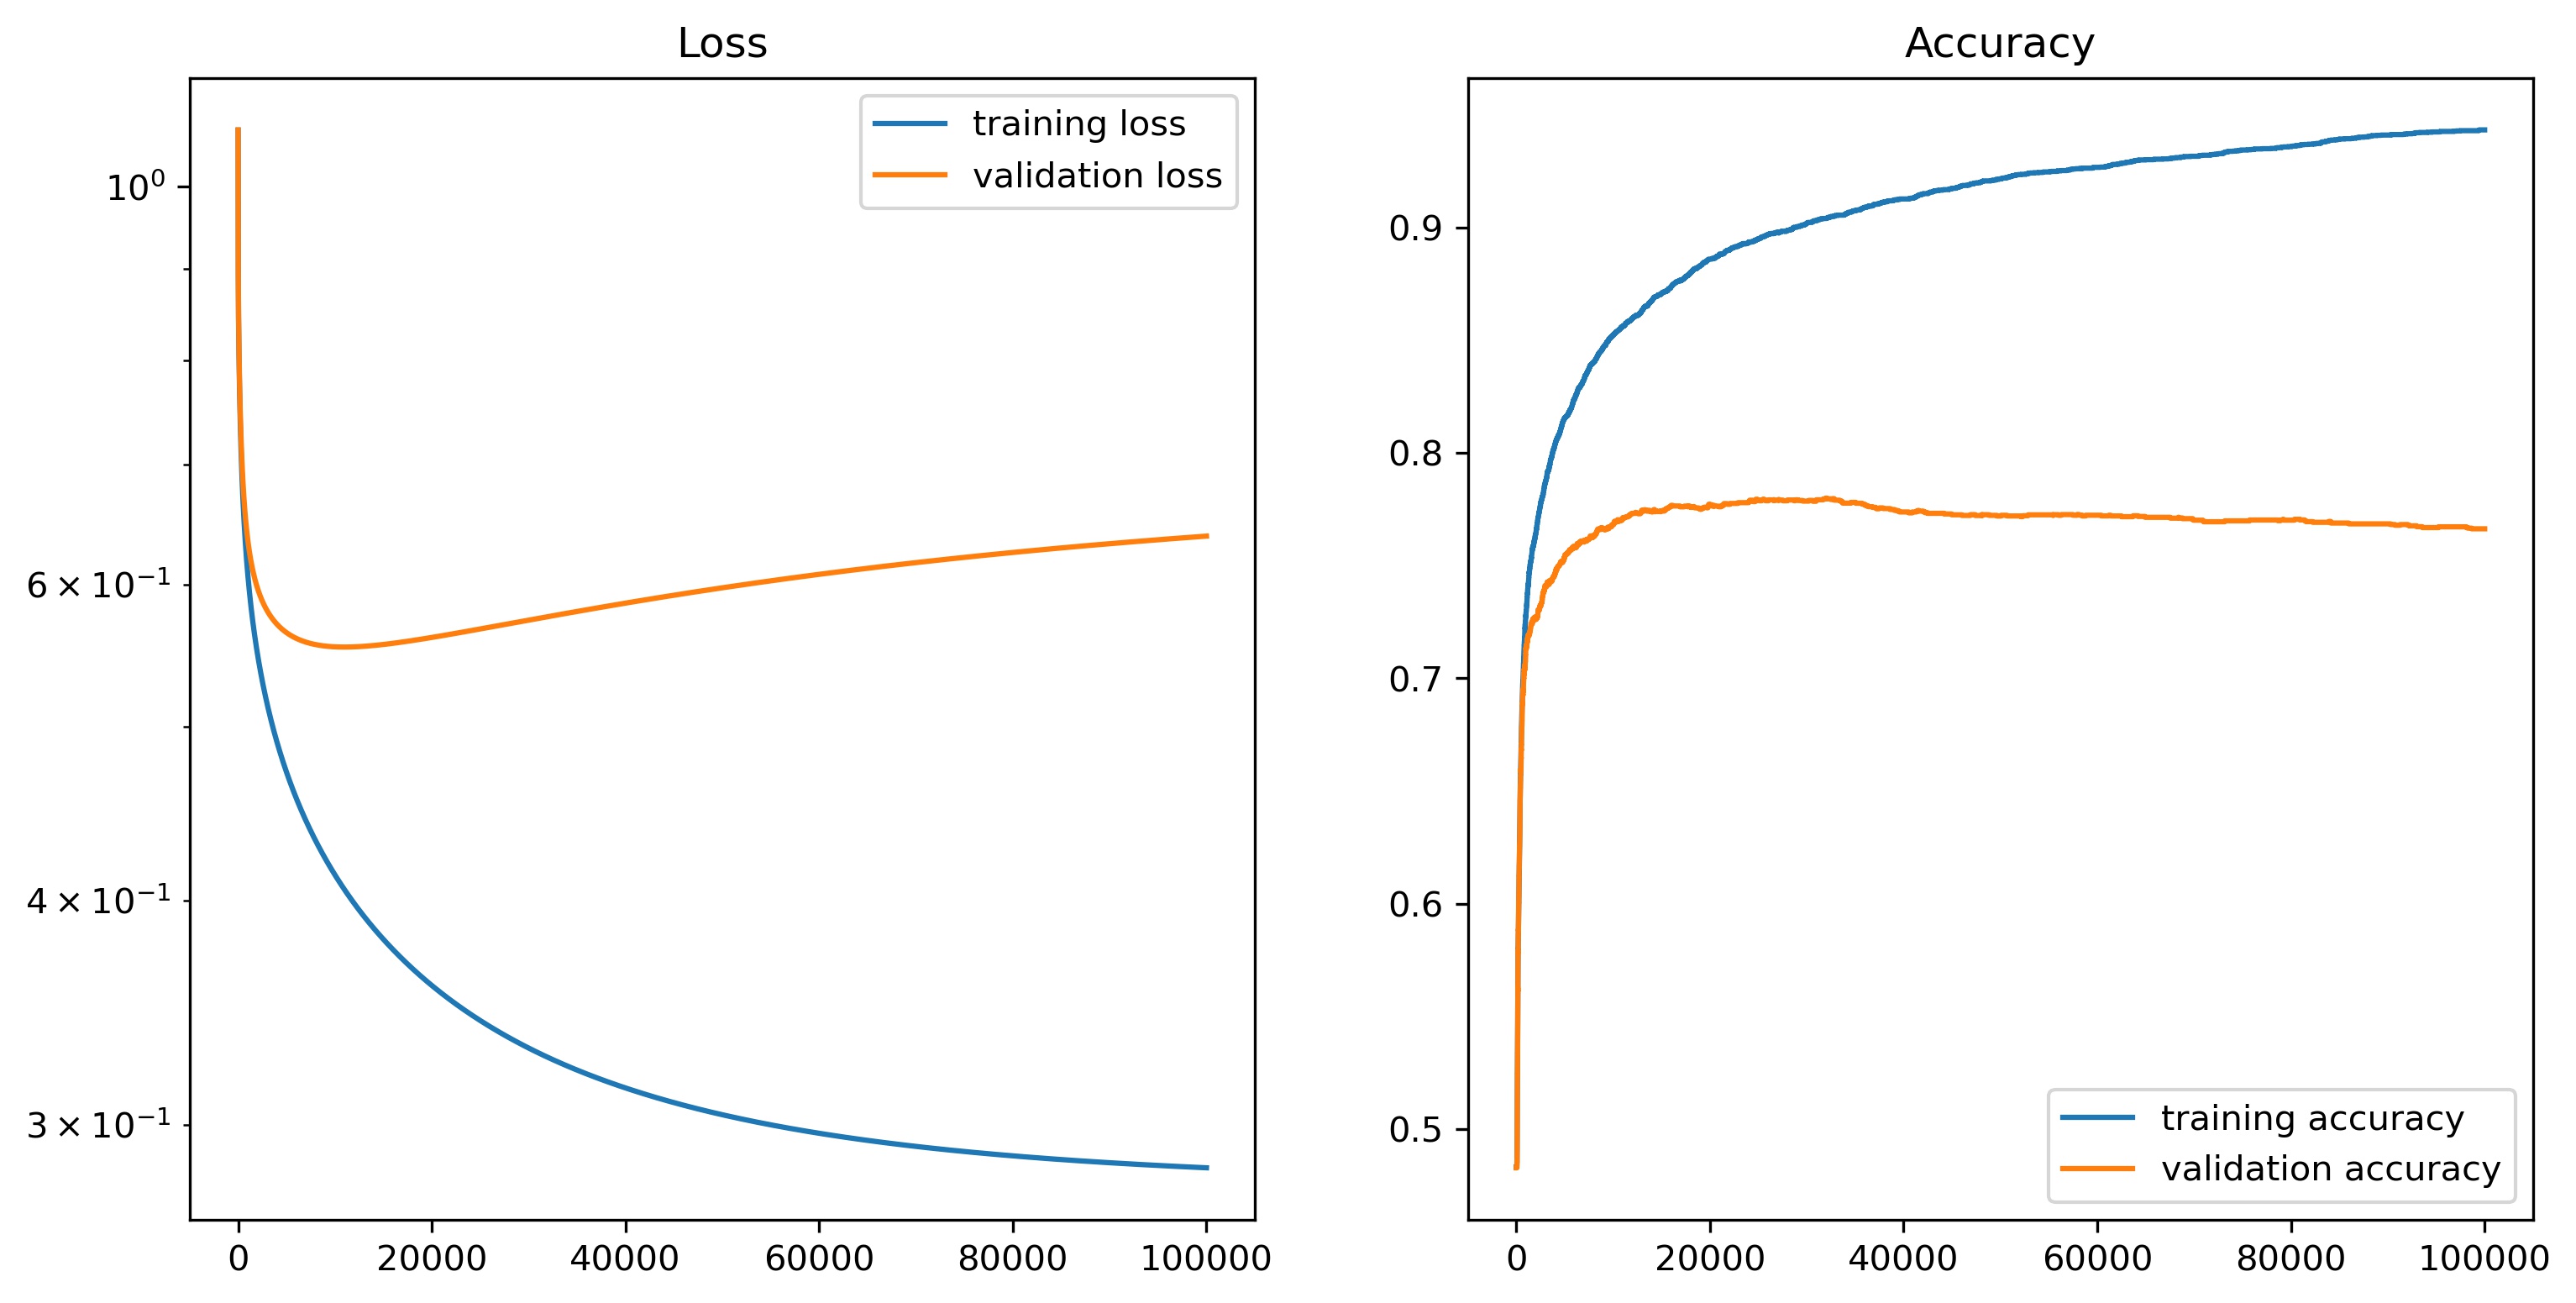 Loss
10⁰
6 × 10⁻¹
4 × 10⁻¹
3 × 10⁻¹
0 20000 40000 60000 80000 100000
training loss
validation loss
Accuracy
0.9
0.8
0.7
0.6
0.5
0 20000 40000 60000 80000 100000
training accuracy
validation accuracy